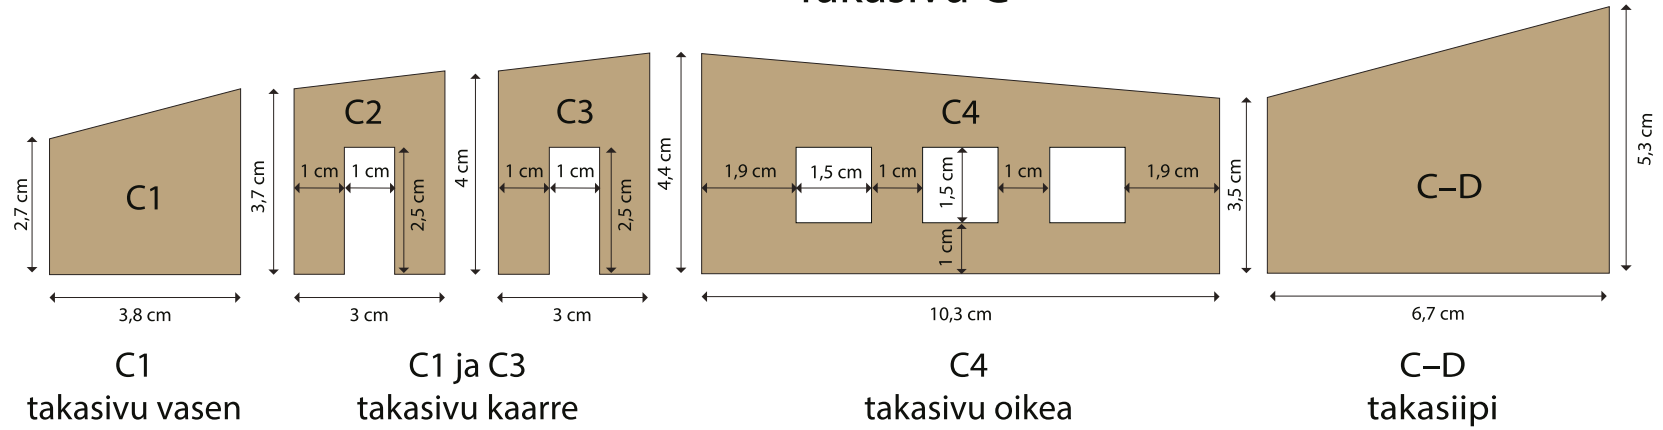 C1
2,7 cm
3,8 cm
3,7 cm
C2
1 cm
1 cm
2,5 cm
3 cm
4 cm
C3
1 cm
1 cm
2,5 cm
3 cm
4,4 cm
C4
1,9 cm
1,5 cm
1 cm
1,5 cm
1 cm
1 cm
1,9 cm
10,3 cm
3,5 cm
C–D
5,3 cm
6,7 cm
C1
takasivu vasen
C1 ja C3
takasivu kaarre
C4
takasivu oikea
C–D
takasiipi